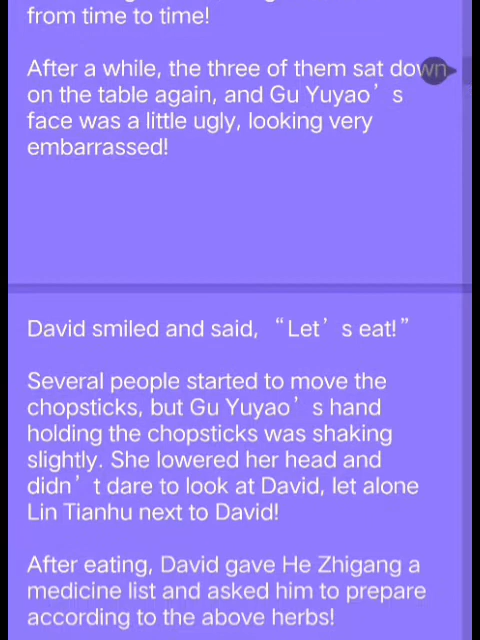 from time to time!
After a while, the three of them sat down
on the table again, and Gu Yuyao’s
face was a little ugly, looking very
embarrassed!
David smiled and said, “Let’s eat!”
Several people started to move the
chopsticks, but Gu Yuyao’s hand
holding the chopsticks was shaking
slightly. She lowered her head and
didn’t dare to look at David, let alone
Lin Tianhu next to David!
After eating, David gave He Zhigang a
medicine list and asked him to prepare
according to the above herbs!